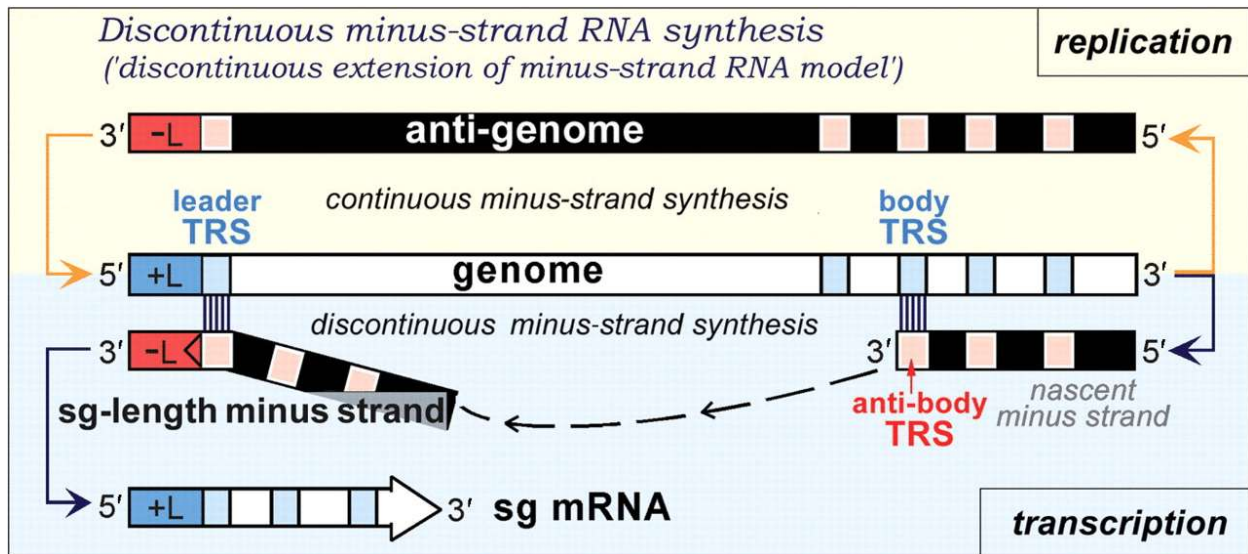 Discontinuous minus-strand RNA synthesis
('discontinuous extension of minus-strand RNA model')
replication
3′ -L anti-genome 5′
leader
TRS
continuous minus-strand synthesis
body
TRS
5′ +L genome 3′
discontinuous minus-strand synthesis
3′ -L
3′ 5′
sg-length minus strand
anti-body
TRS
nascent
minus strand
5′ +L 3′ sg mRNA
transcription